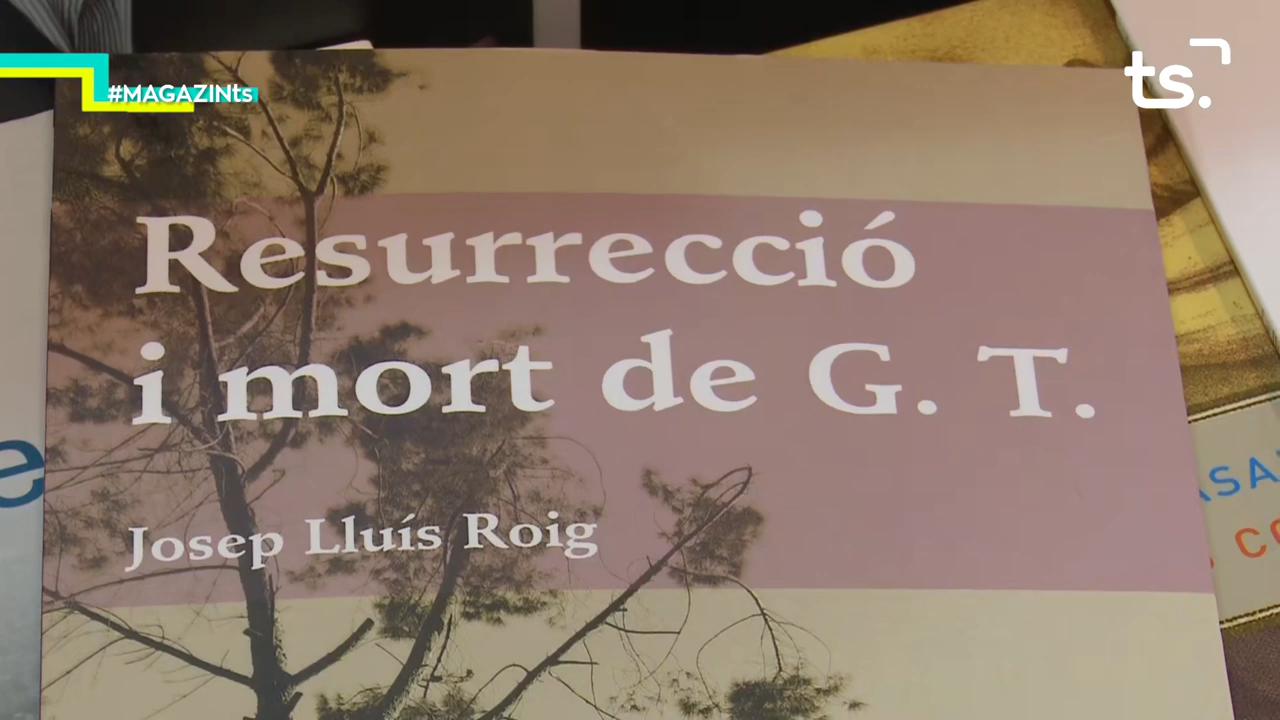 #MAGAZINts
ts.
Resurrecció
i mort de G. T.
Josep Lluís Roig
e